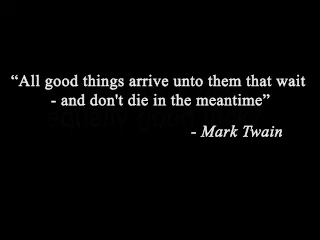 “All good things arrive unto them that wait
- and don't die in the meantime”
- Mark Twain